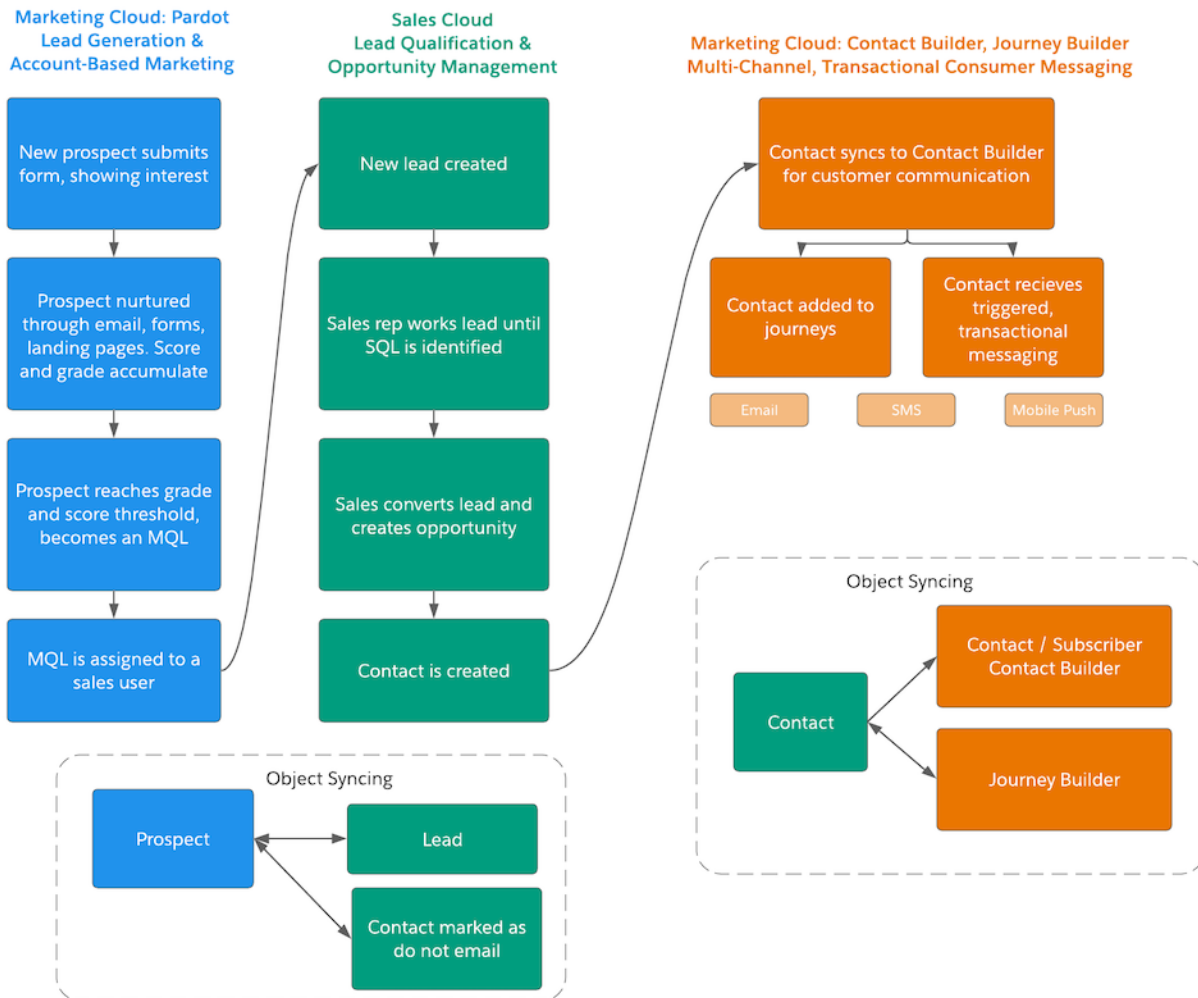 Marketing Cloud: Pardot
Lead Generation &
Account-Based Marketing
New prospect submits
form, showing interest
Prospect nurtured
through email, forms,
landing pages. Score
and grade accumulate
Prospect reaches grade
and score threshold,
becomes an MQL
MQL is assigned to a
sales user
Sales Cloud
Lead Qualification &
Opportunity Management
New lead created
Sales rep works lead until
SQL is identified
Sales converts lead and
creates opportunity
Contact is created
Marketing Cloud: Contact Builder, Journey Builder
Multi-Channel, Transactional Consumer Messaging
Contact syncs to Contact Builder
for customer communication
Contact added to
journeys
Contact recieves
triggered,
transactional
messaging
Email
SMS
Mobile Push
Object Syncing
Prospect
Lead
Contact marked as
do not email
Object Syncing
Contact
Contact / Subscriber
Contact Builder
Journey Builder